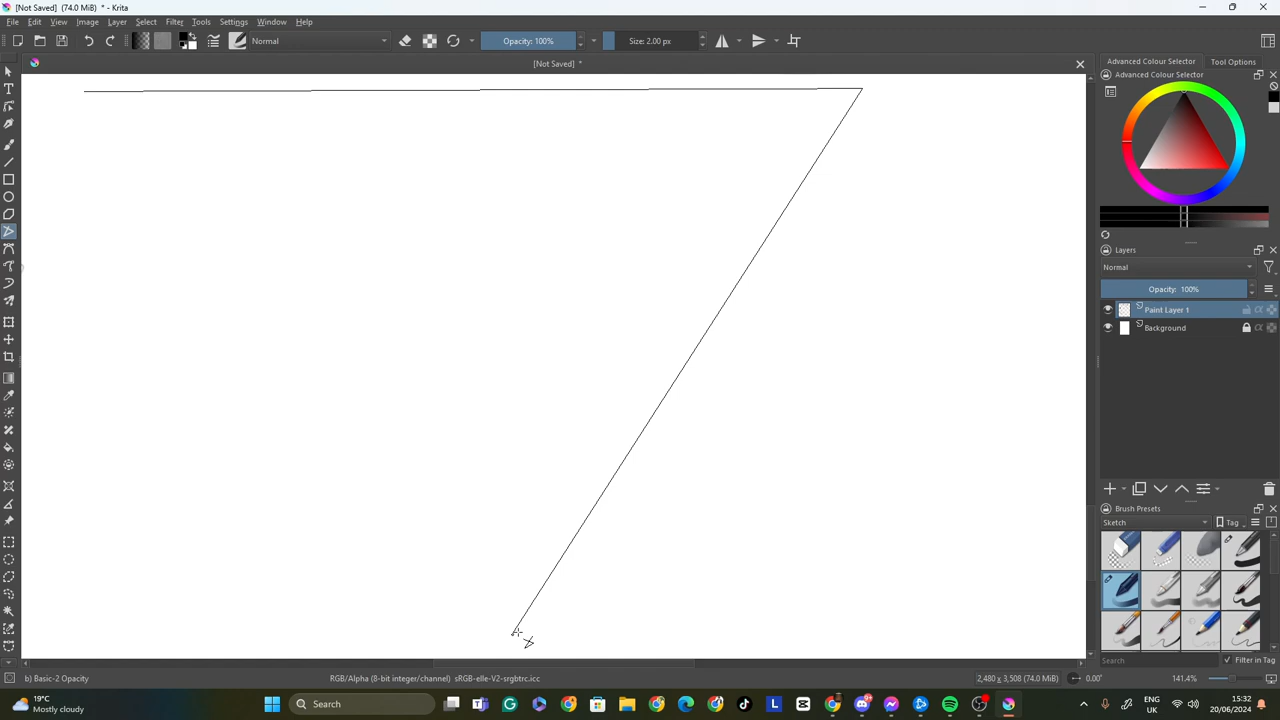 [Not Saved] (74.0 MiB) * - Krita
File Edit View Image Layer Select Filter Tools Settings Window Help
Normal Opacity: 100% Size: 2.00 px
[Not Saved] *
Advanced Colour Selector Tool Options
Advanced Colour Selector
Layers
Normal
Opacity: 100%
Paint Layer 1
Background
Brush Presets
Sketch Tag
Search Filter in Tag
b) Basic-2 Opacity RGB/Alpha (8-bit integer/channel) sRGB-elle-V2-srgbtrc.icc 2,480 x 3,508 (74.0 MiB) 0.00° 141.4%
19°C
Mostly cloudy
Search
ENG
UK
15:32
20/06/2024